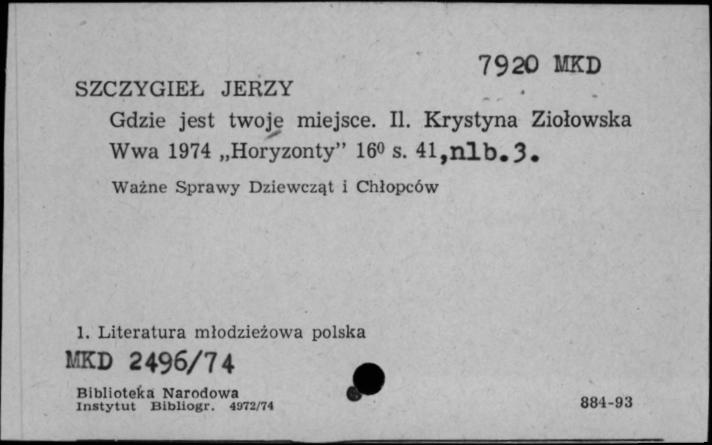 7920 MKD
SZCZYGIEŁ JERZY
Gdzie jest twoje miejsce. Il. Krystyna Ziołowska
Wwa 1974 „Horyzonty” 16⁰ s. 41,nlb.3.
Ważne Sprawy Dziewcząt i Chłopców
1. Literatura młodzieżowa polska
MKD 2496/74
Biblioteka Narodowa
Instytut Bibliogr. 4972/74
884-93